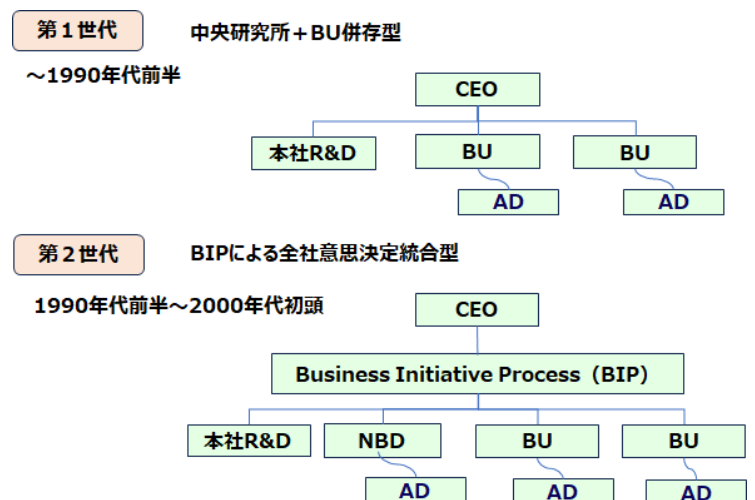 第1世代
中央研究所+BU併存型
～1990年代前半
CEO
本社R&D
BU
BU
AD
AD
第2世代
BIPによる全社意思決定統合型
1990年代前半～2000年代初頭
CEO
Business Initiative Process（BIP）
本社R&D
NBD
BU
BU
AD
AD
AD